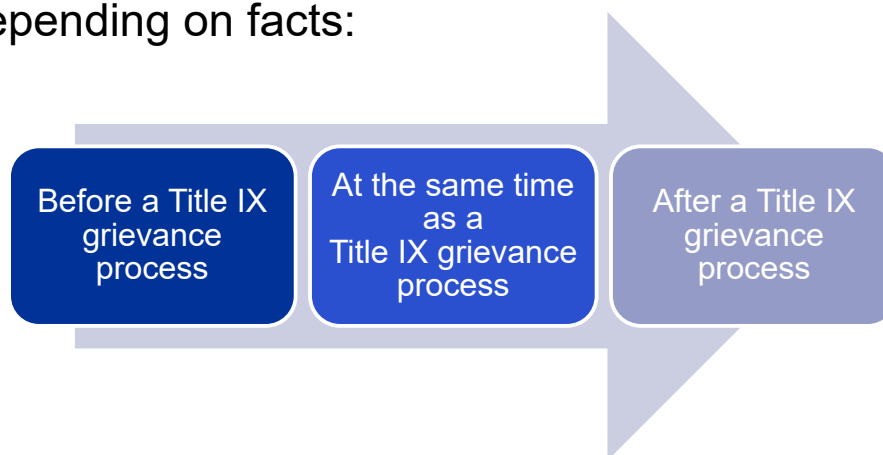 epending on facts:
Before a Title IX
grievance
process
At the same time
as a
Title IX grievance
process
After a Title IX
grievance
process